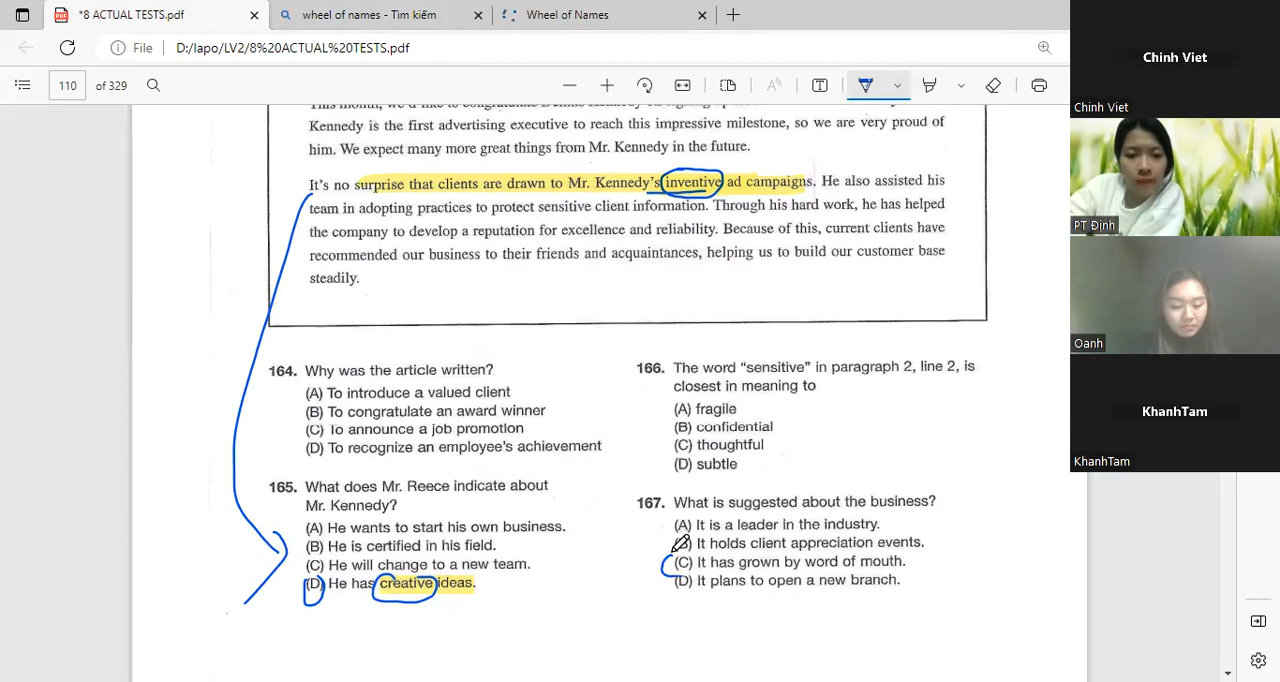 *8 ACTUAL TESTS.pdf
wheel of names - Tìm kiếm
Wheel of Names
File
D:/lapo/LV2/8%20ACTUAL%20TESTS.pdf
110 of 329
Kennedy is the first advertising executive to reach this impressive milestone, so we are very proud of
him. We expect many more great things from Mr. Kennedy in the future.
It's no surprise that clients are drawn to Mr. Kennedy's inventive ad campaigns. He also assisted his
team in adopting practices to protect sensitive client information. Through his hard work, he has helped
the company to develop a reputation for excellence and reliability. Because of this, current clients have
recommended our business to their friends and acquaintances, helping us to build our customer base
steadily.
164. Why was the article written?
(A) To introduce a valued client
(B) To congratulate an award winner
(C) To announce a job promotion
(D) To recognize an employee's achievement
165. What does Mr. Reece indicate about
Mr. Kennedy?
(A) He wants to start his own business.
(B) He is certified in his field.
(C) He will change to a new team.
(D) He has creative ideas.
166. The word "sensitive" in paragraph 2, line 2, is
closest in meaning to
(A) fragile
(B) confidential
(C) thoughtful
(D) subtle
167. What is suggested about the business?
(A) It is a leader in the industry.
It holds client appreciation events.
(C) It has grown by word of mouth.
(D) It plans to open a new branch.
Chinh Viet
Chinh Viet
PT Định
Oanh
KhanhTam
KhanhTam